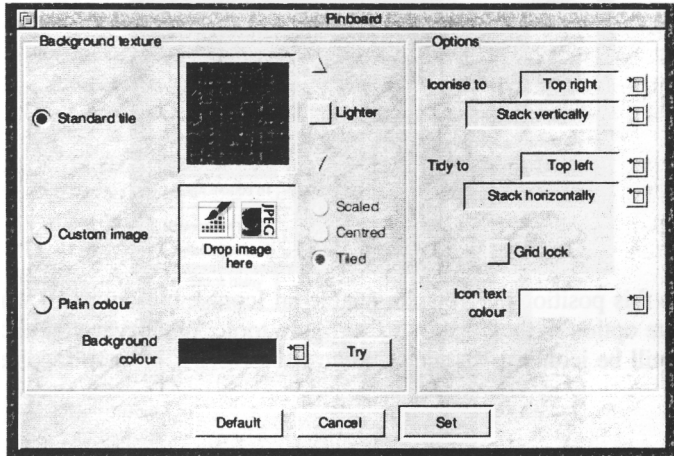 Pinboard
Background texture
Standard tile
Lighter
Custom image
JPEG
Drop image
here
Scaled
Centred
Tiled
Plain colour
Background
colour
Try
Options
Iconise to
Top right
Stack vertically
Tidy to
Top left
Stack horizontally
Grid lock
Icon text
colour
Default
Cancel
Set